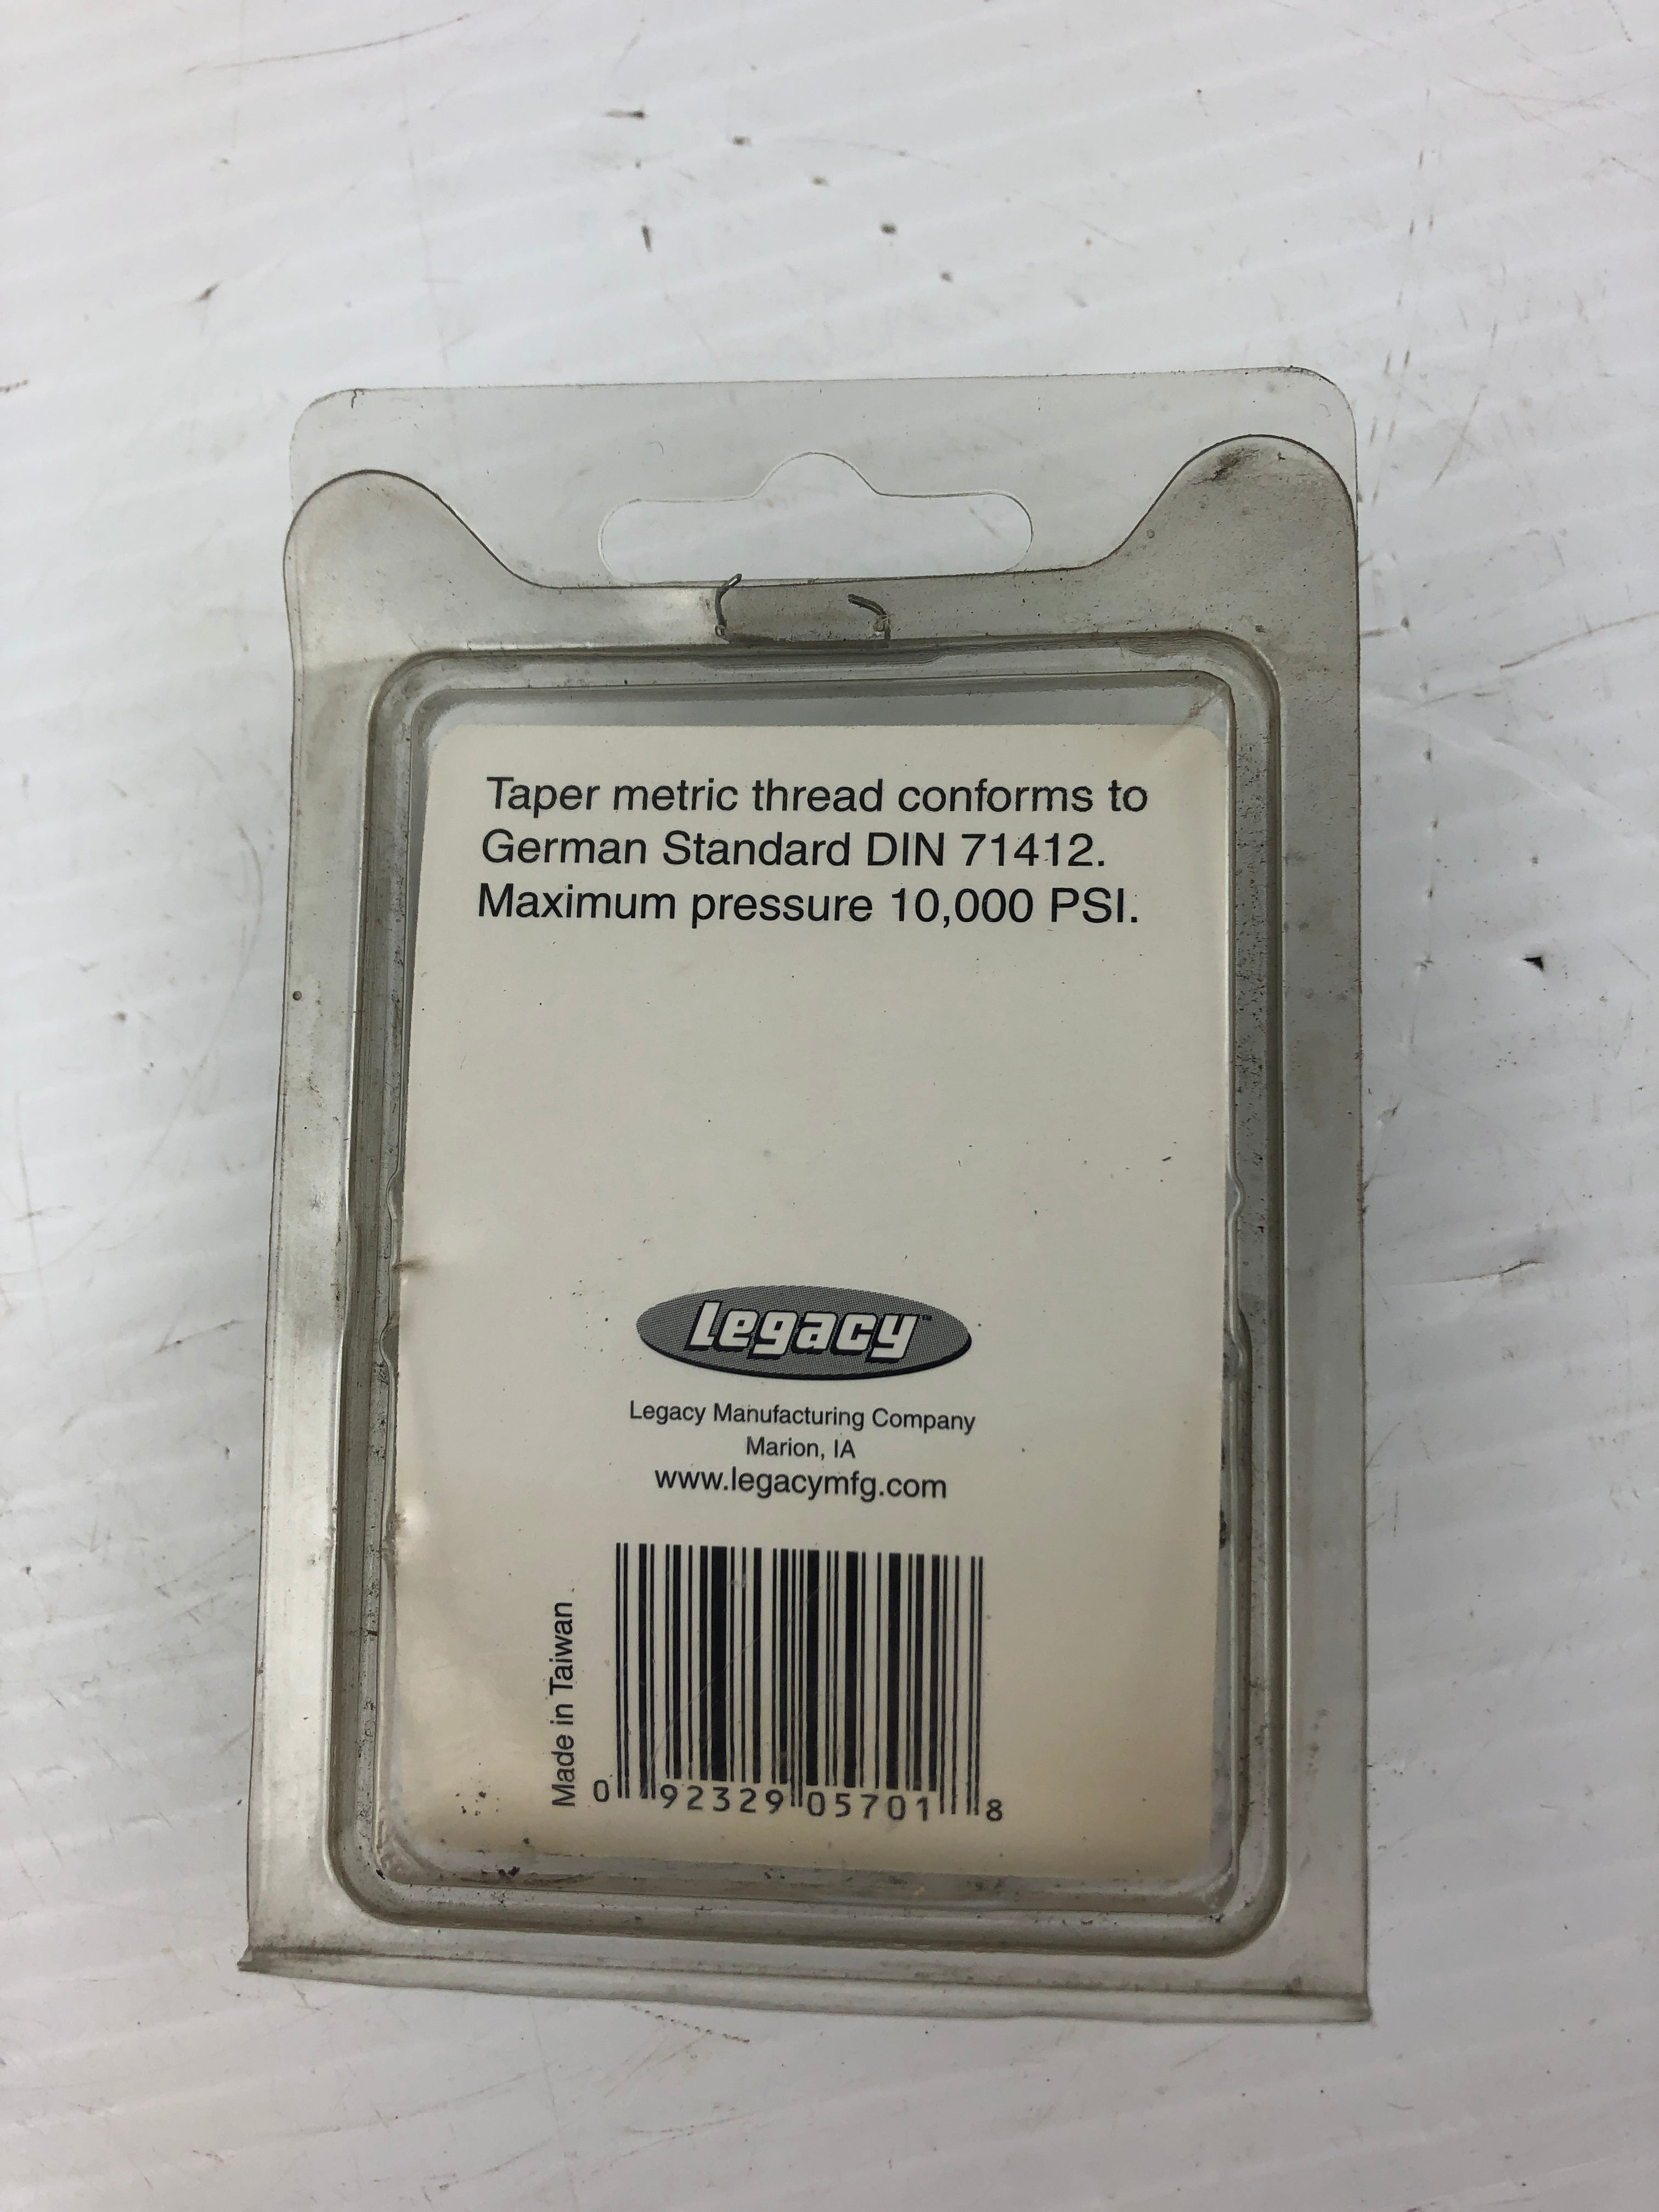 Taper metric thread conforms to
German Standard DIN 71412.
Maximum pressure 10,000 PSI.
Legacy™
Legacy Manufacturing Company
Marion, IA
www.legacymfg.com
Made in Taiwan
0 92329 05701 8